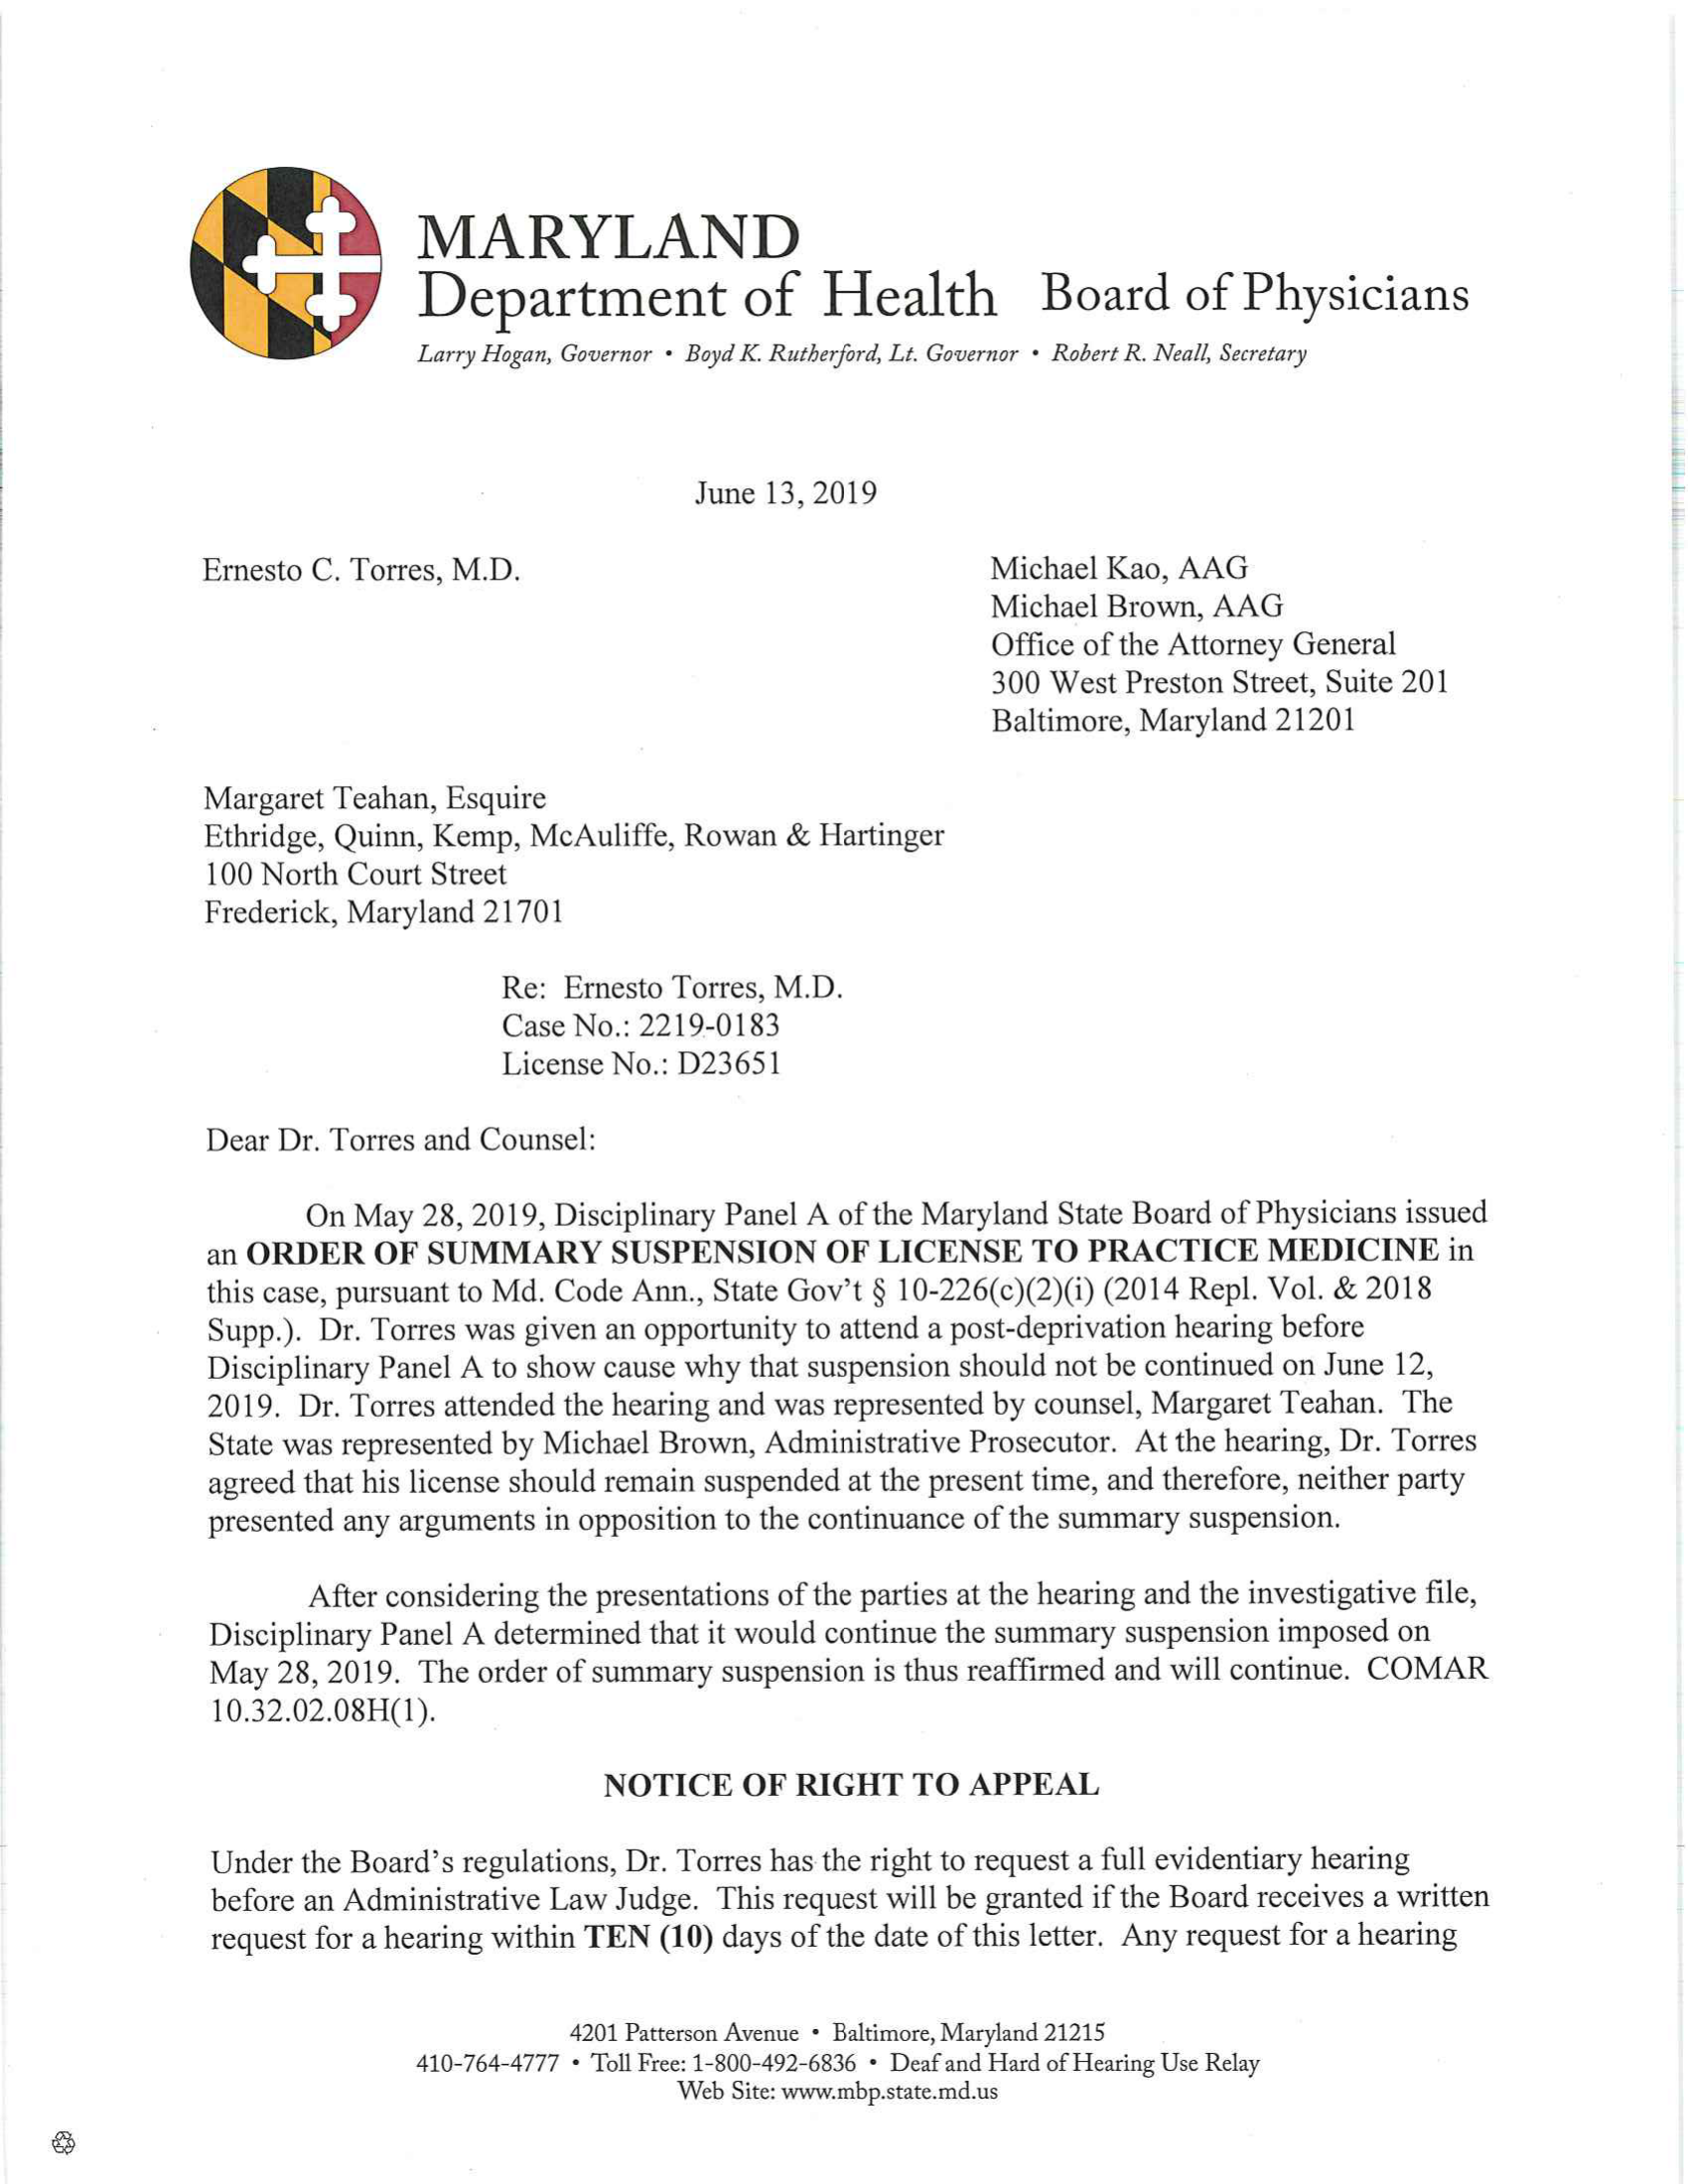 MARYLAND
Department of Health Board of Physicians
Larry Hogan, Governor • Boyd K. Rutherford, Lt. Governor • Robert R. Neall, Secretary
June 13, 2019
Ernesto C. Torres, M.D.
Michael Kao, AAG
Michael Brown, AAG
Office of the Attorney General
300 West Preston Street, Suite 201
Baltimore, Maryland 21201
Margaret Teahan, Esquire
Ethridge, Quinn, Kemp, McAuliffe, Rowan & Hartinger
100 North Court Street
Frederick, Maryland 21701
Re: Ernesto Torres, M.D.
Case No.: 2219-0183
License No.: D23651
Dear Dr. Torres and Counsel:
On May 28, 2019, Disciplinary Panel A of the Maryland State Board of Physicians issued
an ORDER OF SUMMARY SUSPENSION OF LICENSE TO PRACTICE MEDICINE in
this case, pursuant to Md. Code Ann., State Gov't § 10-226(c)(2)(i) (2014 Repl. Vol. & 2018
Supp.). Dr. Torres was given an opportunity to attend a post-deprivation hearing before
Disciplinary Panel A to show cause why that suspension should not be continued on June 12,
2019. Dr. Torres attended the hearing and was represented by counsel, Margaret Teahan. The
State was represented by Michael Brown, Administrative Prosecutor. At the hearing, Dr. Torres
agreed that his license should remain suspended at the present time, and therefore, neither party
presented any arguments in opposition to the continuance of the summary suspension.
After considering the presentations of the parties at the hearing and the investigative file,
Disciplinary Panel A determined that it would continue the summary suspension imposed on
May 28, 2019. The order of summary suspension is thus reaffirmed and will continue. COMAR
10.32.02.08H(1).
NOTICE OF RIGHT TO APPEAL
Under the Board's regulations, Dr. Torres has the right to request a full evidentiary hearing
before an Administrative Law Judge. This request will be granted if the Board receives a written
request for a hearing within TEN (10) days of the date of this letter. Any request for a hearing
4201 Patterson Avenue • Baltimore, Maryland 21215
410-764-4777 • Toll Free: 1-800-492-6836 • Deaf and Hard of Hearing Use Relay
Web Site: www.mbp.state.md.us